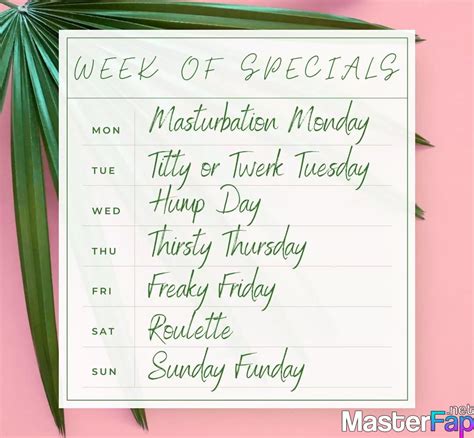 WEEK OF SPECIALS
MON Masturbation Monday
TUE Titty or Twerk Tuesday
WED Hump Day
THU Thirsty Thursday
FRI Freaky Friday
SAT Roulette
SUN Sunday Funday
MasterFap.net